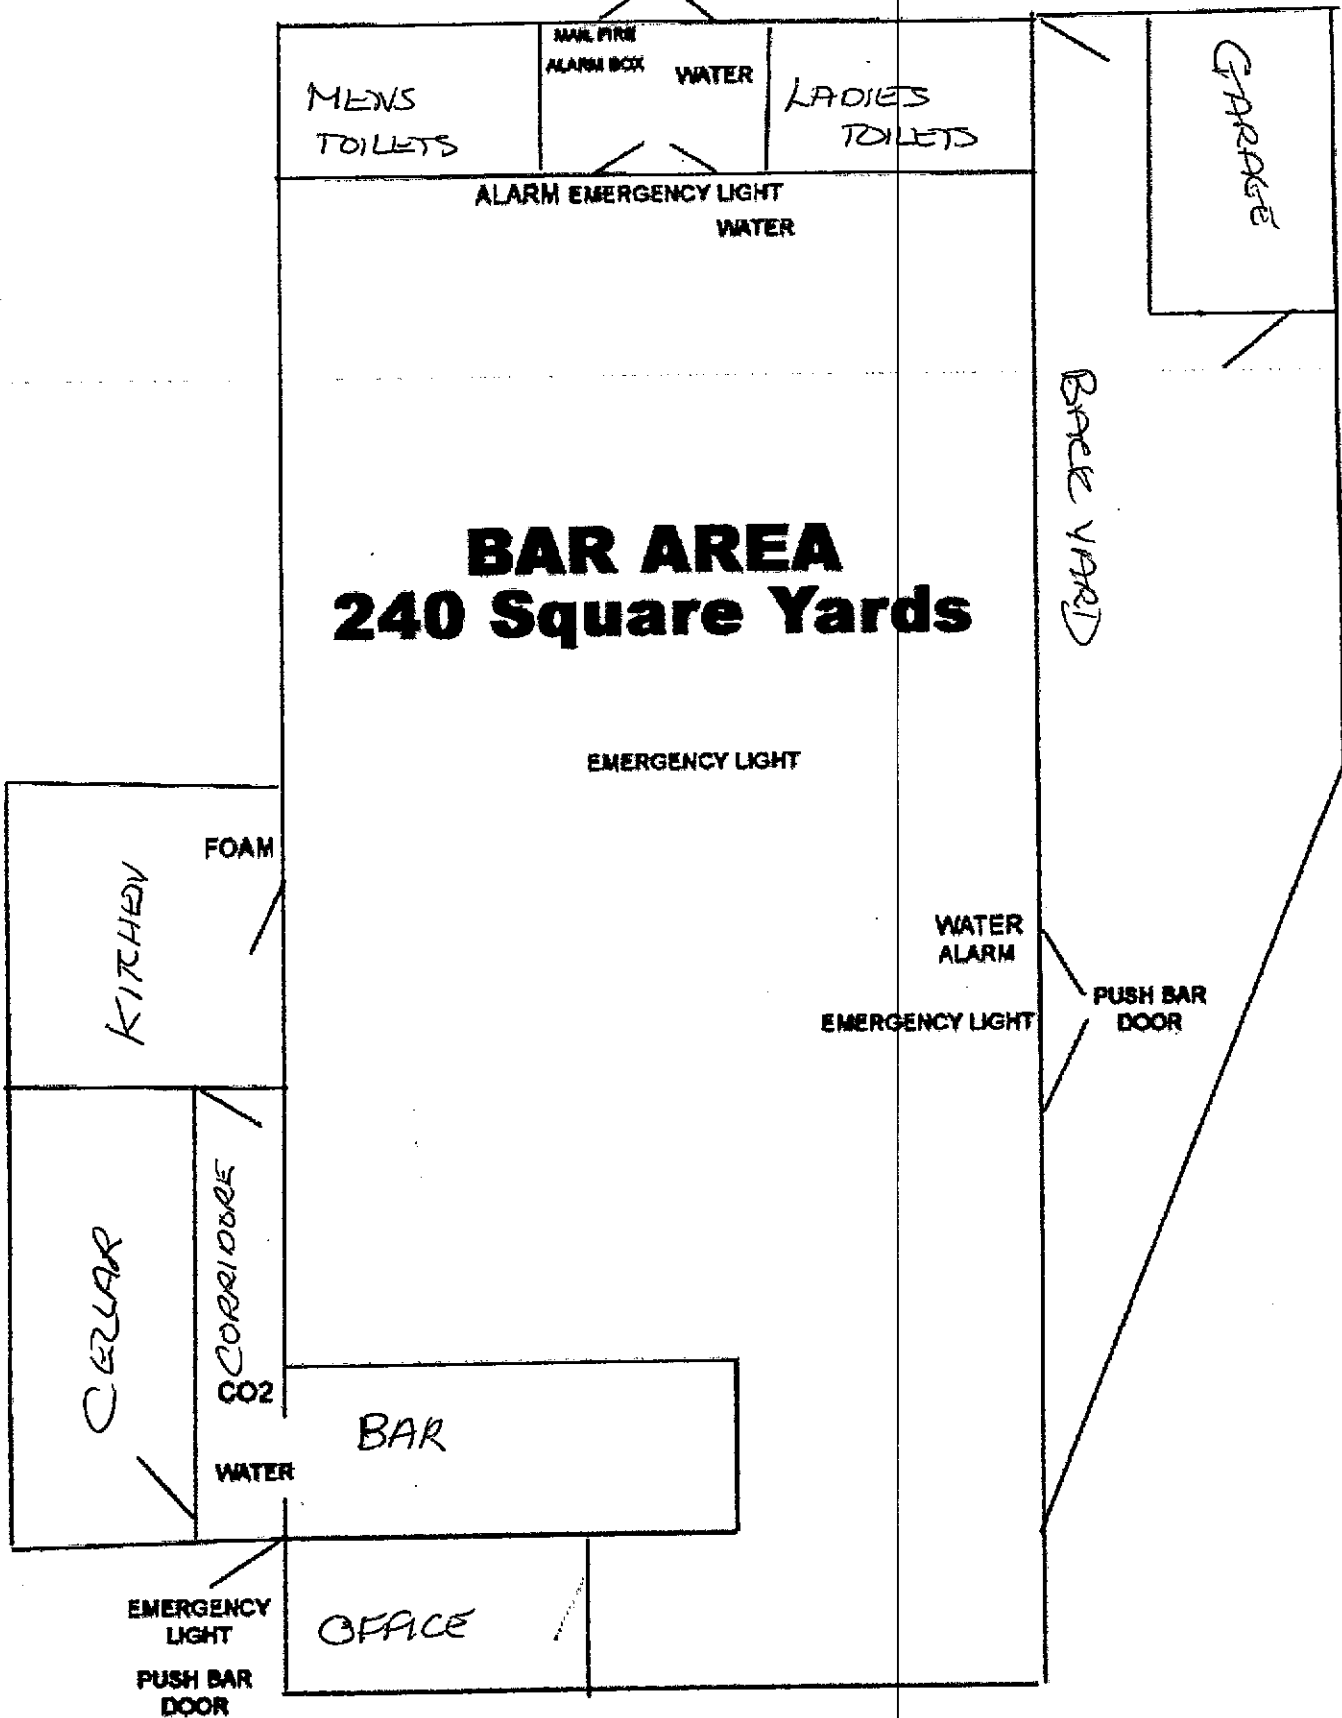 MAIN FIRE
ALARM BOX
WATER
MENS
TOILETS
LADIES
TOILETS
GARAGE
ALARM EMERGENCY LIGHT
WATER
BACK YARD
BAR AREA
240 Square Yards
EMERGENCY LIGHT
FOAM
KITCHEN
WATER
ALARM
EMERGENCY LIGHT
PUSH BAR
DOOR
CELLAR
CORRIDORE
CO2
BAR
WATER
EMERGENCY
LIGHT
OFFICE
PUSH BAR
DOOR